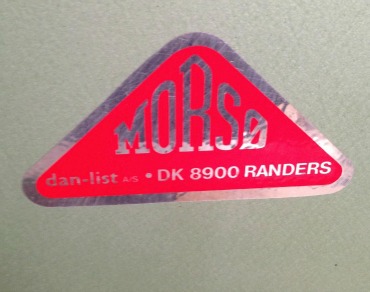 MORSØ
dan-list A/S • DK 8900 RANDERS